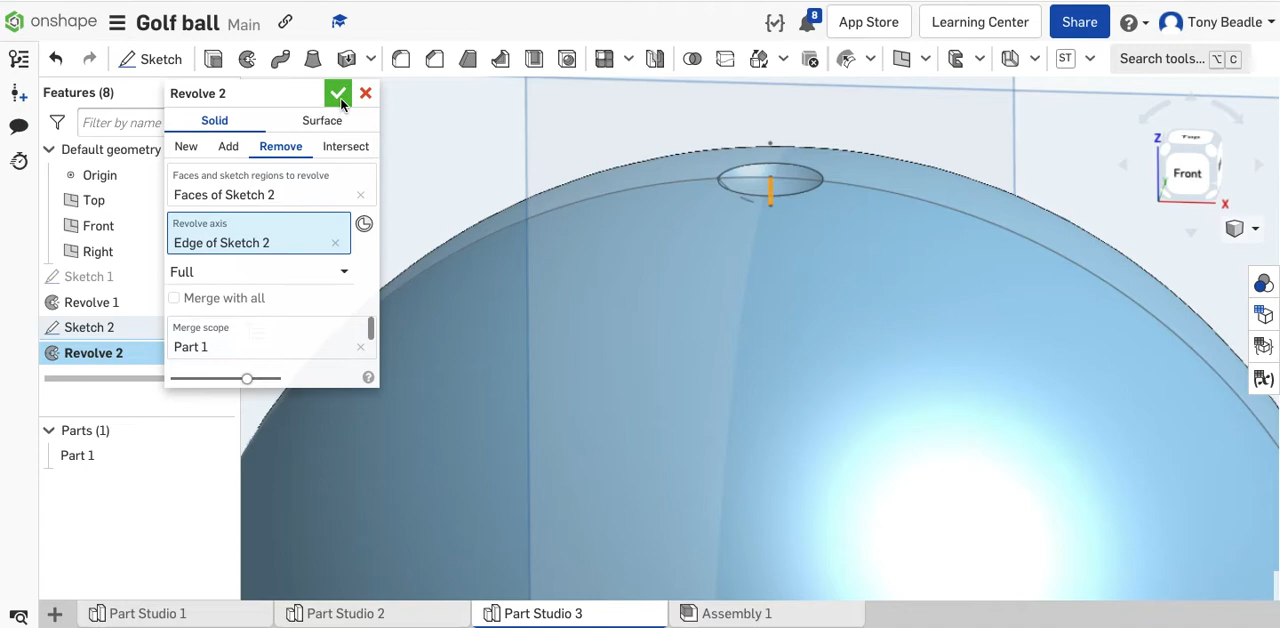 onshape Golf ball Main 8 App Store Learning Center Share Tony Beadle
Sketch ST Search tools... ⌥ C
Features (8)
Filter by name
Default geometry
Origin
Top
Front
Right
Sketch 1
Revolve 1
Sketch 2
Revolve 2
Parts (1)
Part 1
Revolve 2
Solid Surface
New Add Remove Intersect
Faces and sketch regions to revolve
Faces of Sketch 2
Revolve axis
Edge of Sketch 2
Full
Merge with all
Merge scope
Part 1
Z
Front
X
Part Studio 1 Part Studio 2 Part Studio 3 Assembly 1